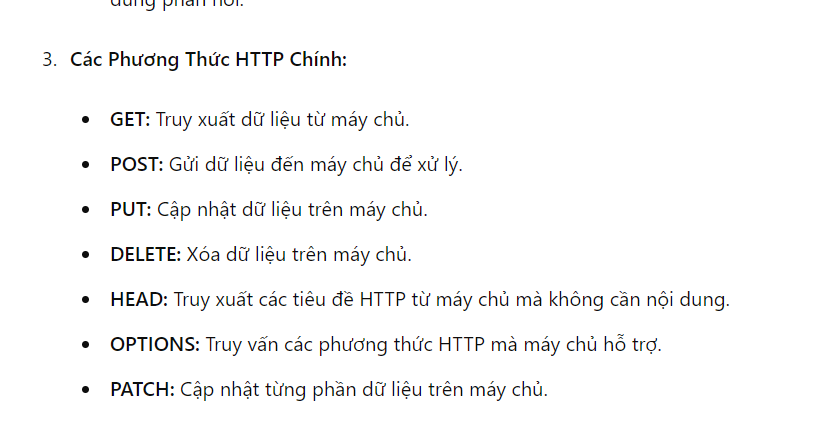 dung phản hồi.
3. Các Phương Thức HTTP Chính:
• GET: Truy xuất dữ liệu từ máy chủ.
• POST: Gửi dữ liệu đến máy chủ để xử lý.
• PUT: Cập nhật dữ liệu trên máy chủ.
• DELETE: Xóa dữ liệu trên máy chủ.
• HEAD: Truy xuất các tiêu đề HTTP từ máy chủ mà không cần nội dung.
• OPTIONS: Truy vấn các phương thức HTTP mà máy chủ hỗ trợ.
• PATCH: Cập nhật từng phần dữ liệu trên máy chủ.